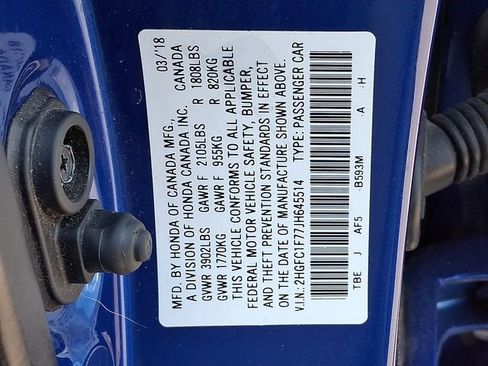 MFD. BY HONDA OF CANADA MFG., 03/'18
A DIVISION OF HONDA CANADA INC. CANADA
GVWR 3902LBS GAWR F 2105LBS R 1808LBS
GVWR 1770KG GAWR F 955KG R 820KG
THIS VEHICLE CONFORMS TO ALL APPLICABLE
FEDERAL MOTOR VEHICLE SAFETY, BUMPER,
AND THEFT PREVENTION STANDARDS IN EFFECT
ON THE DATE OF MANUFACTURE SHOWN ABOVE.
V.I.N.: 2HGFC1F77JH645514 TYPE: PASSENGER CAR
TBE J AF5 B593M A H